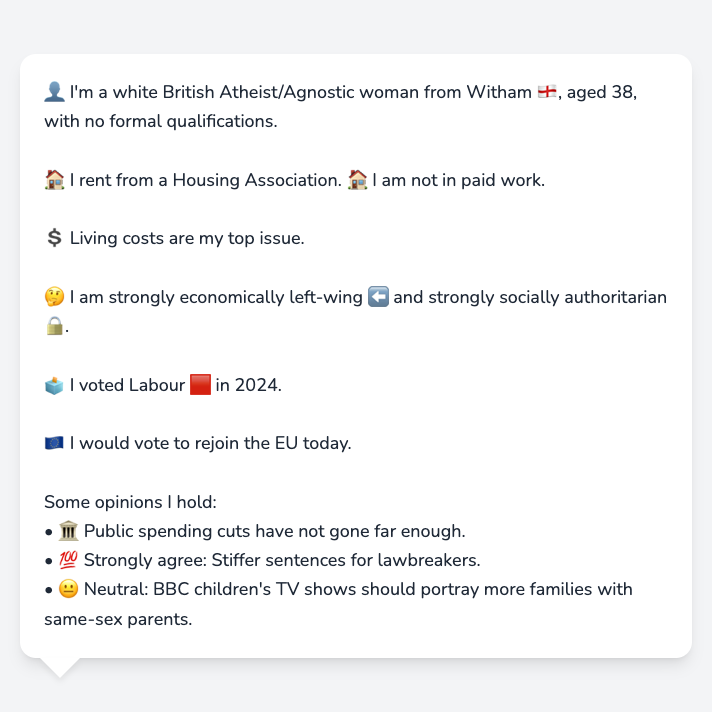 👤 I'm a white British Atheist/Agnostic woman from Witham 🏴󠁧󠁢󠁥󠁮󠁧󠁿, aged 38,
with no formal qualifications.
🏠 I rent from a Housing Association. 🏠 I am not in paid work.
💲 Living costs are my top issue.
🤔 I am strongly economically left-wing ⬅️ and strongly socially authoritarian
🔒.
🗳️ I voted Labour 🟥 in 2024.
🇪🇺 I would vote to rejoin the EU today.
Some opinions I hold:
• 🏛️ Public spending cuts have not gone far enough.
• 💯 Strongly agree: Stiffer sentences for lawbreakers.
• 😐 Neutral: BBC children's TV shows should portray more families with
same-sex parents.